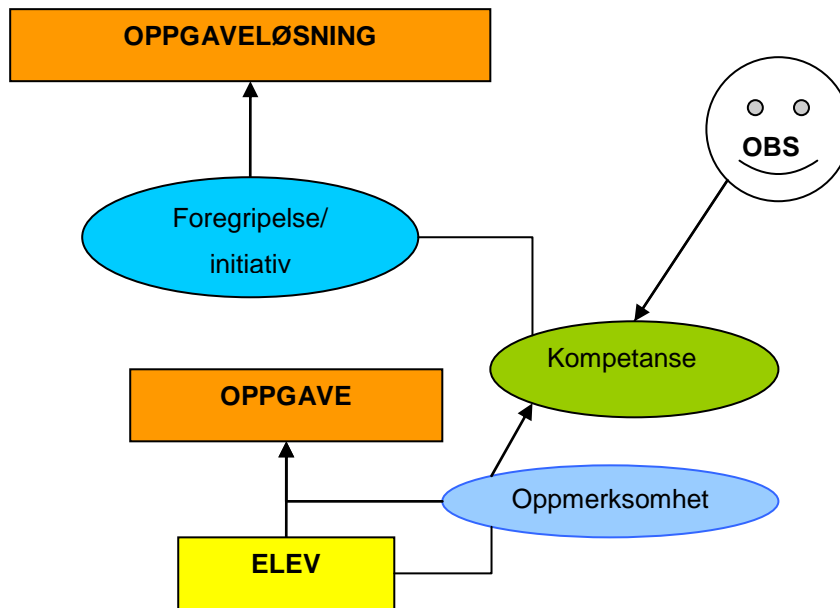 OPPGAVELØSNING
OBS
Foregripelse/
initiativ
Kompetanse
OPPGAVE
Oppmerksomhet
ELEV